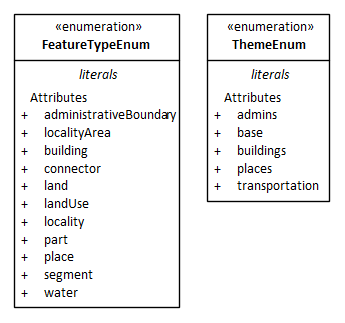 «enumeration»
FeatureTypeEnum
literals
Attributes
+ administrativeBoundary
+ localityArea
+ building
+ connector
+ land
+ landUse
+ locality
+ part
+ place
+ segment
+ water
«enumeration»
ThemeEnum
literals
Attributes
+ admins
+ base
+ buildings
+ places
+ transportation